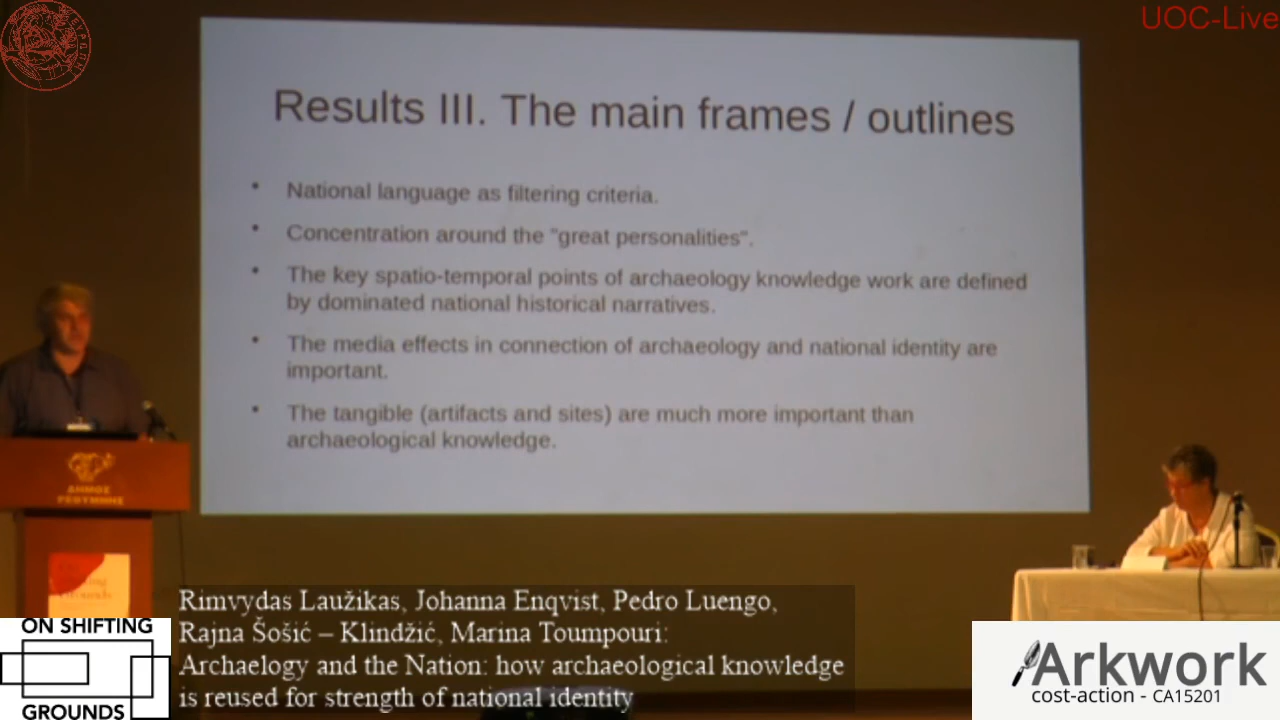 UOC-Live
Results III. The main frames / outlines
• National language as filtering criteria.
• Concentration around the "great personalities".
• The key spatio-temporal points of archaeology knowledge work are defined
by dominated national historical narratives.
• The media effects in connection of archaeology and national identity are
important.
• The tangible (artifacts and sites) are much more important than
archaeological knowledge.
ΔΗΜΟΣ
ΡΕΘΥΜΝΗΣ
Rimvydas Laužikas, Johanna Enqvist, Pedro Luengo,
Rajna Šošić – Klindžić, Marina Toumpouri:
Archaelogy and the Nation: how archaeological knowledge
is reused for strength of national identity
ON SHIFTING
GROUNDS
Arkwork
cost-action - CA15201